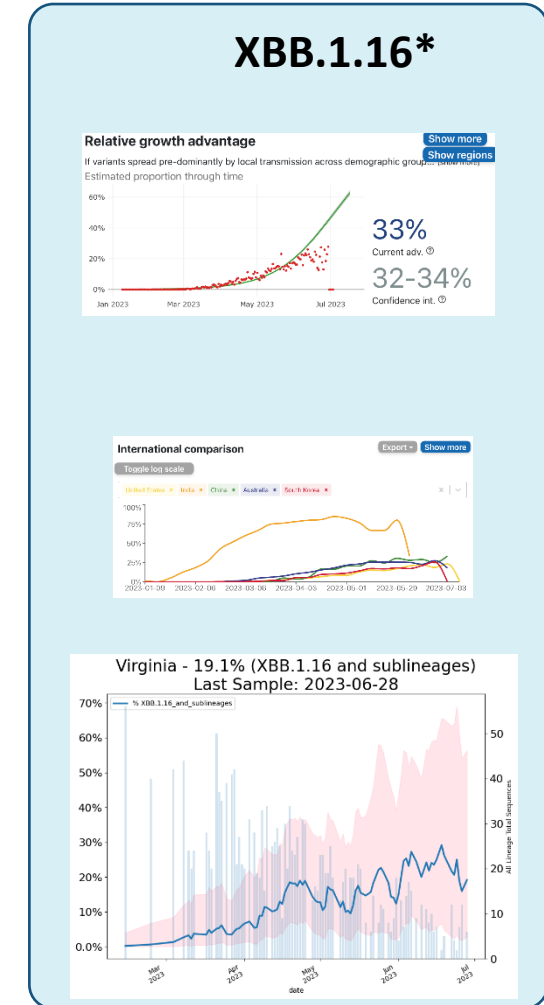 XBB.1.16*
Relative growth advantage
Show more
Show regions
If variants spread pre-dominantly by local transmission across demographic group... (show more)
Estimated proportion through time
60%
40%
20%
0%
Jan 2023 Mar 2023 May 2023 Jul 2023
33%
Current adv.
32-34%
Confidence int.
International comparison
Export Show more
Toggle log scale
United States × India × China × Australia × South Korea ×
100%
75%
50%
25%
0%
2023-01-09 2023-02-06 2023-03-06 2023-04-03 2023-05-01 2023-05-29 2023-07-03
Virginia - 19.1% (XBB.1.16 and sublineages)
Last Sample: 2023-06-28
% XBB.1.16_and_sublineages
70%
60%
50%
40%
30%
20%
10%
0.0%
50
40
30
20
10
0
All Lineage Total Sequences
Mar 2023
Apr 2023
May 2023
Jun 2023
Jul 2023
date